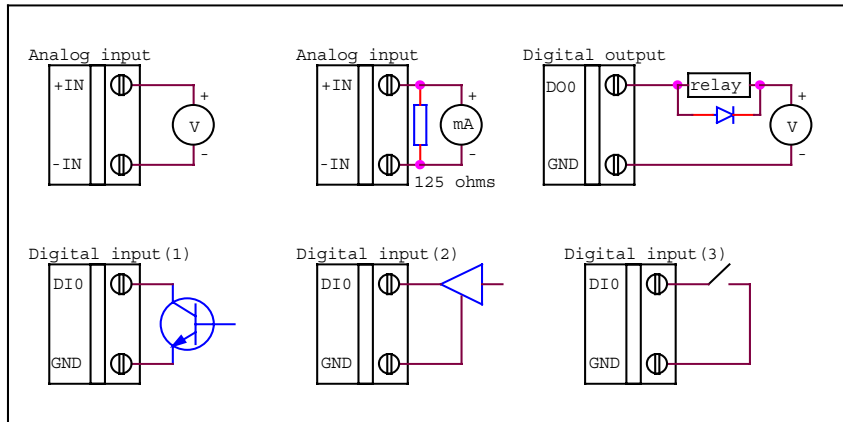 Analog input
+IN
+
V
-
-IN
Analog input
+IN
+
mA
-
-IN
125 ohms
Digital output
DO0
relay
+
V
-
GND
Digital input(1)
DI0
GND
Digital input(2)
DI0
GND
Digital input(3)
DI0
GND